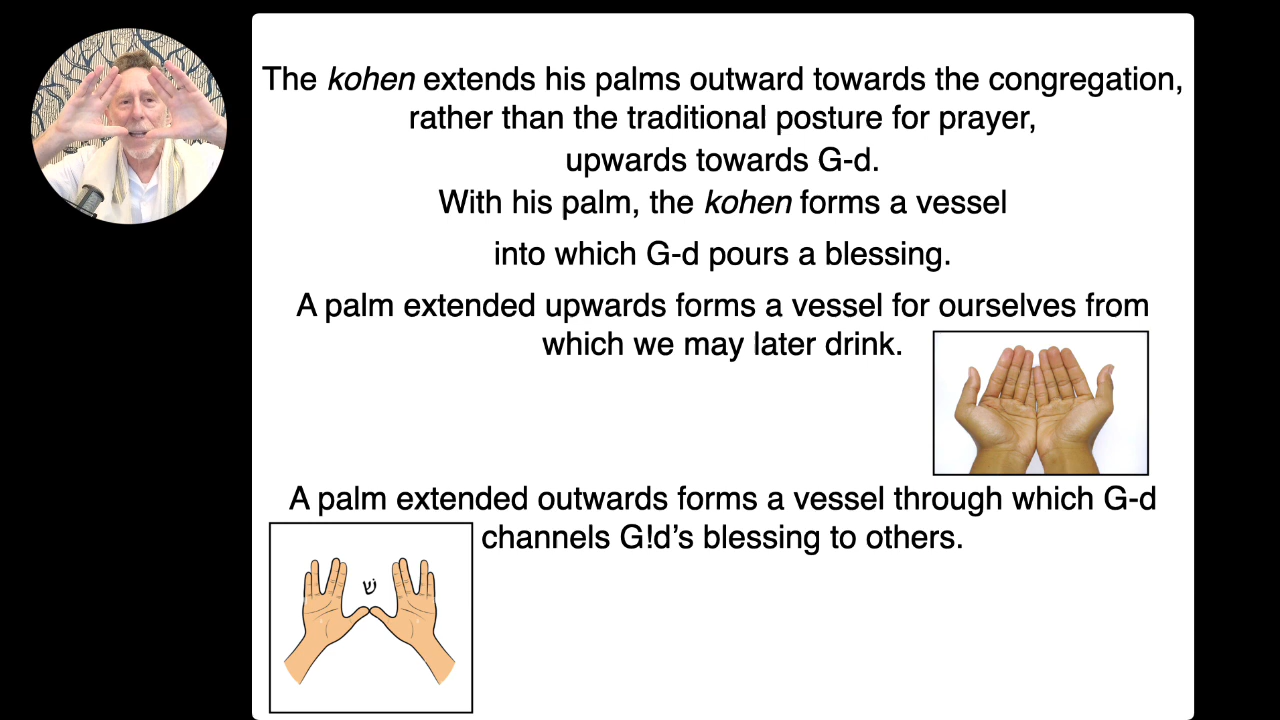 The kohen extends his palms outward towards the congregation,
rather than the traditional posture for prayer,
upwards towards G-d.
With his palm, the kohen forms a vessel
into which G-d pours a blessing.
A palm extended upwards forms a vessel for ourselves from
which we may later drink.
A palm extended outwards forms a vessel through which G-d
channels G!d’s blessing to others.
שׁ